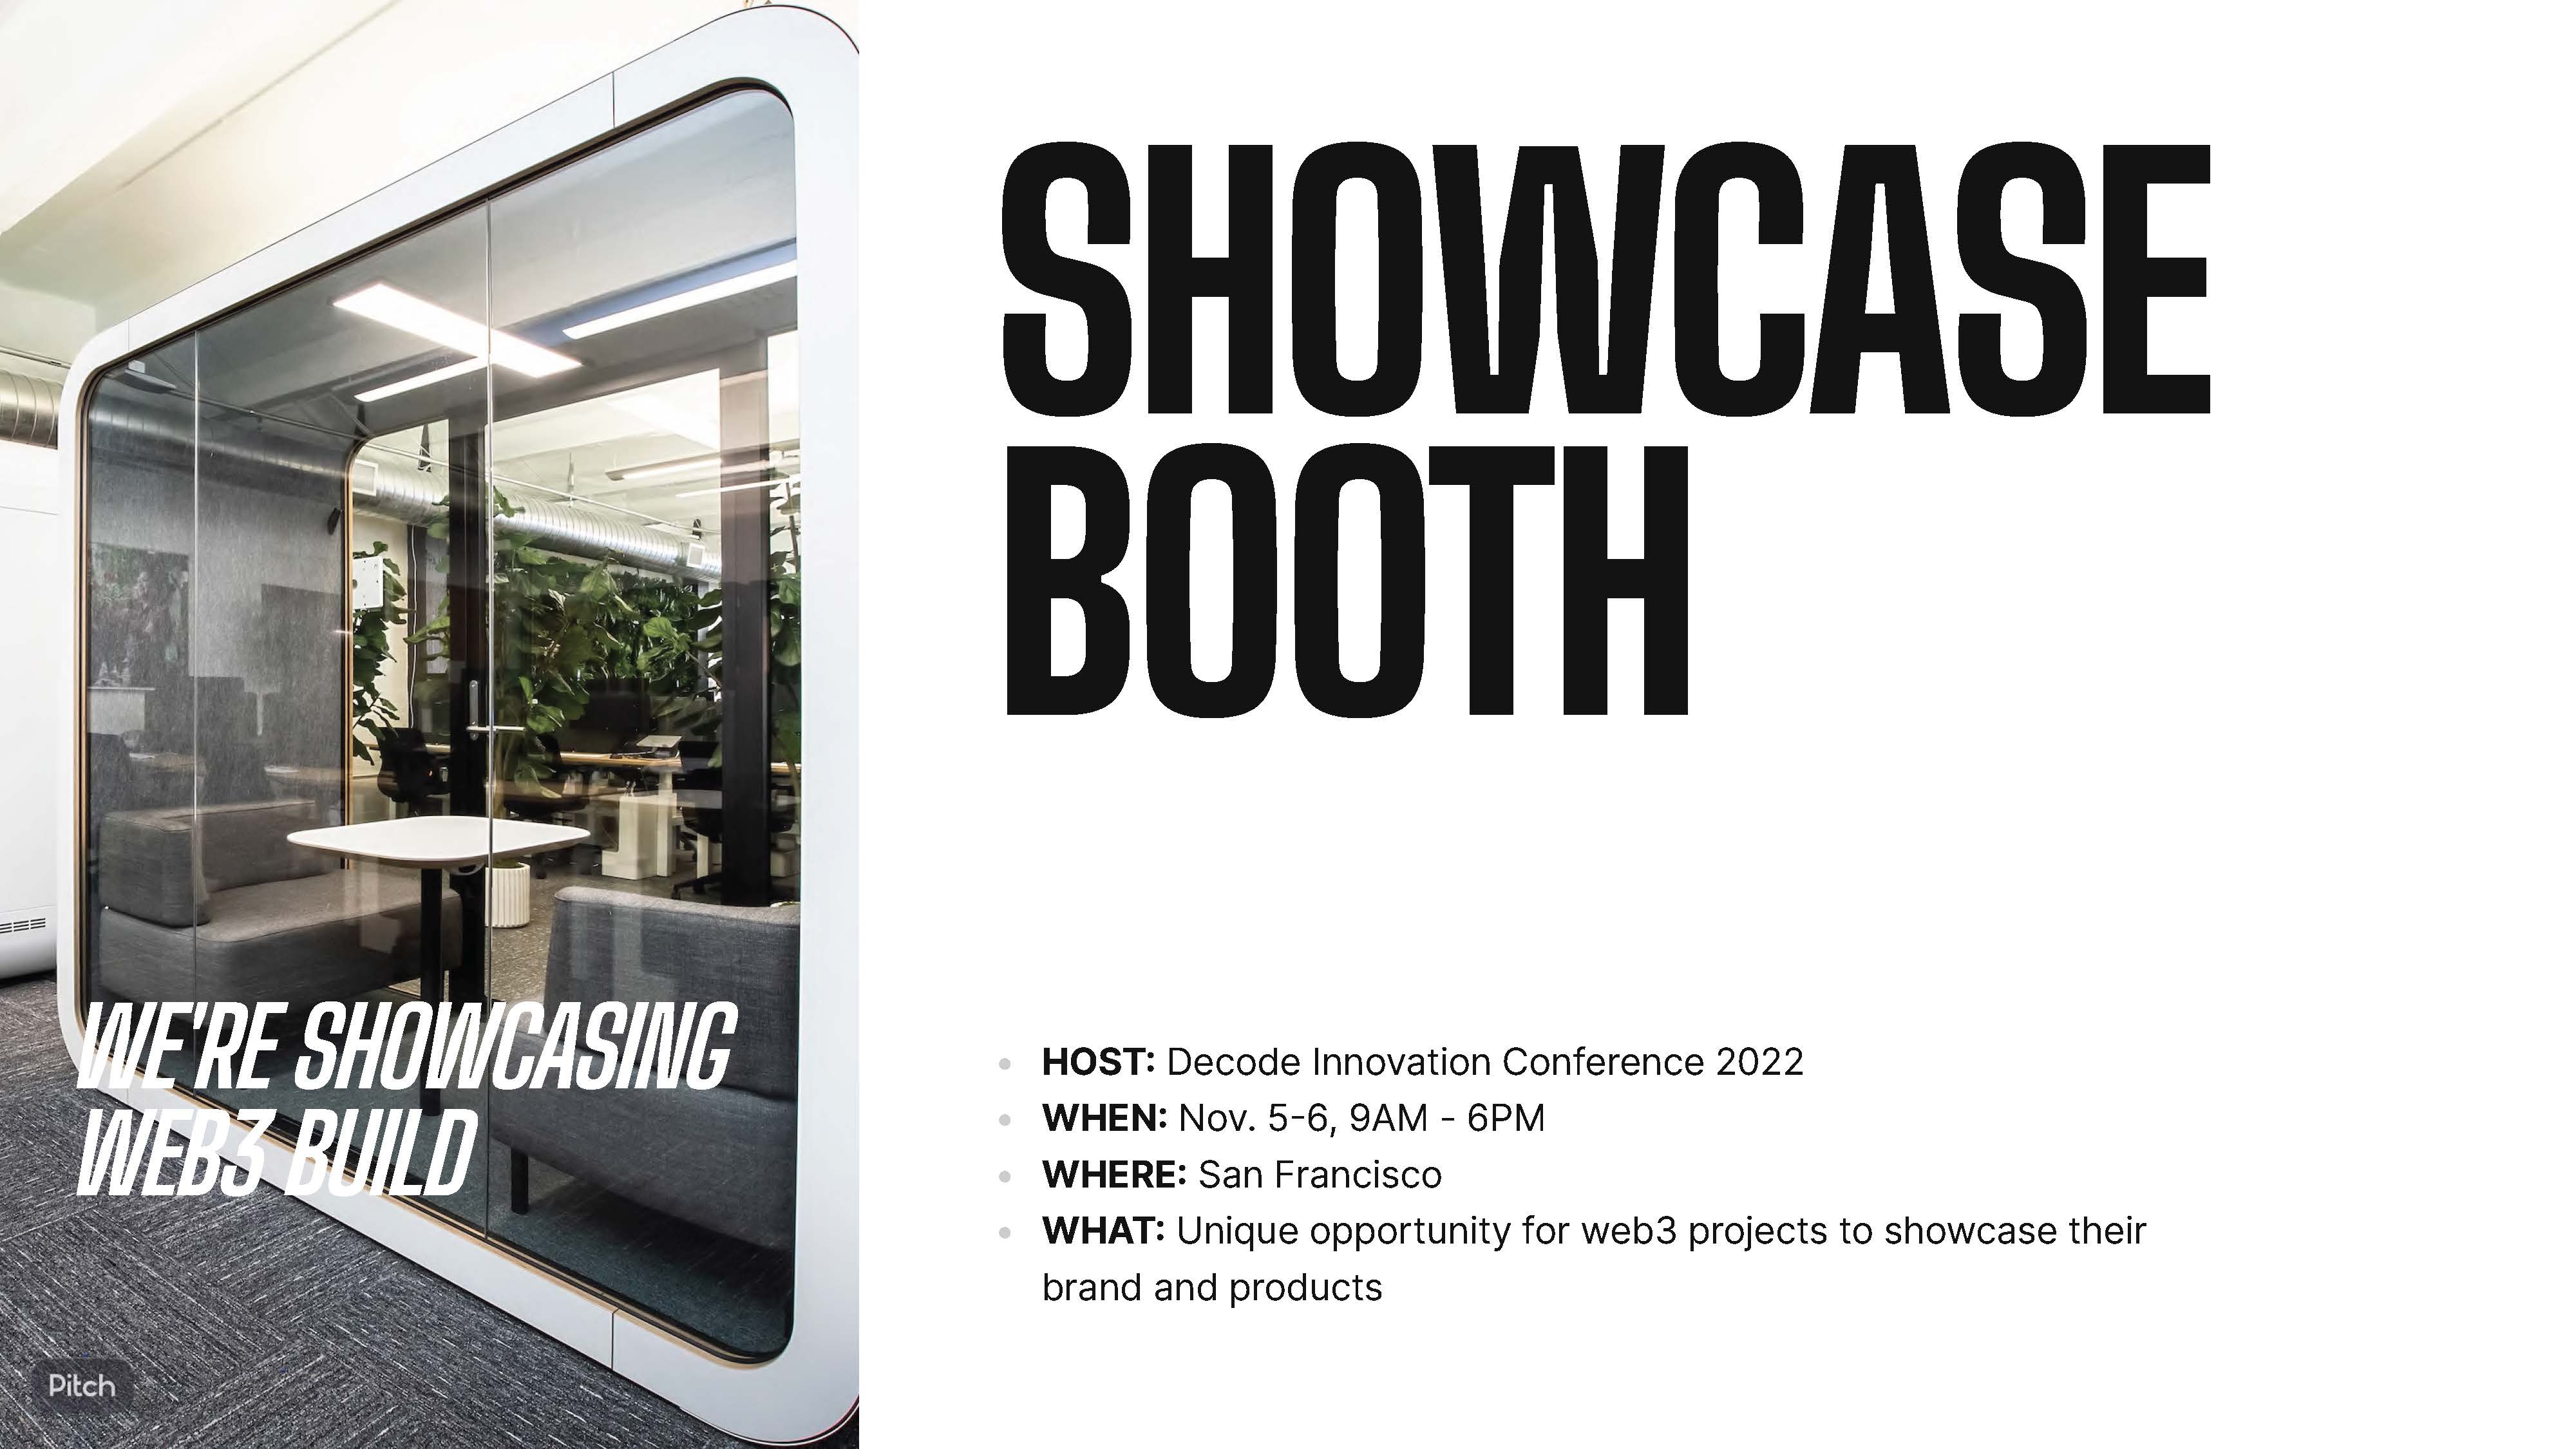 SHOWCASE
BOOTH
WE'RE SHOWCASING
WEB3 BUILD
HOST: Decode Innovation Conference 2022
WHEN: Nov. 5-6, 9AM - 6PM
WHERE: San Francisco
WHAT: Unique opportunity for web3 projects to showcase their
brand and products
Pitch